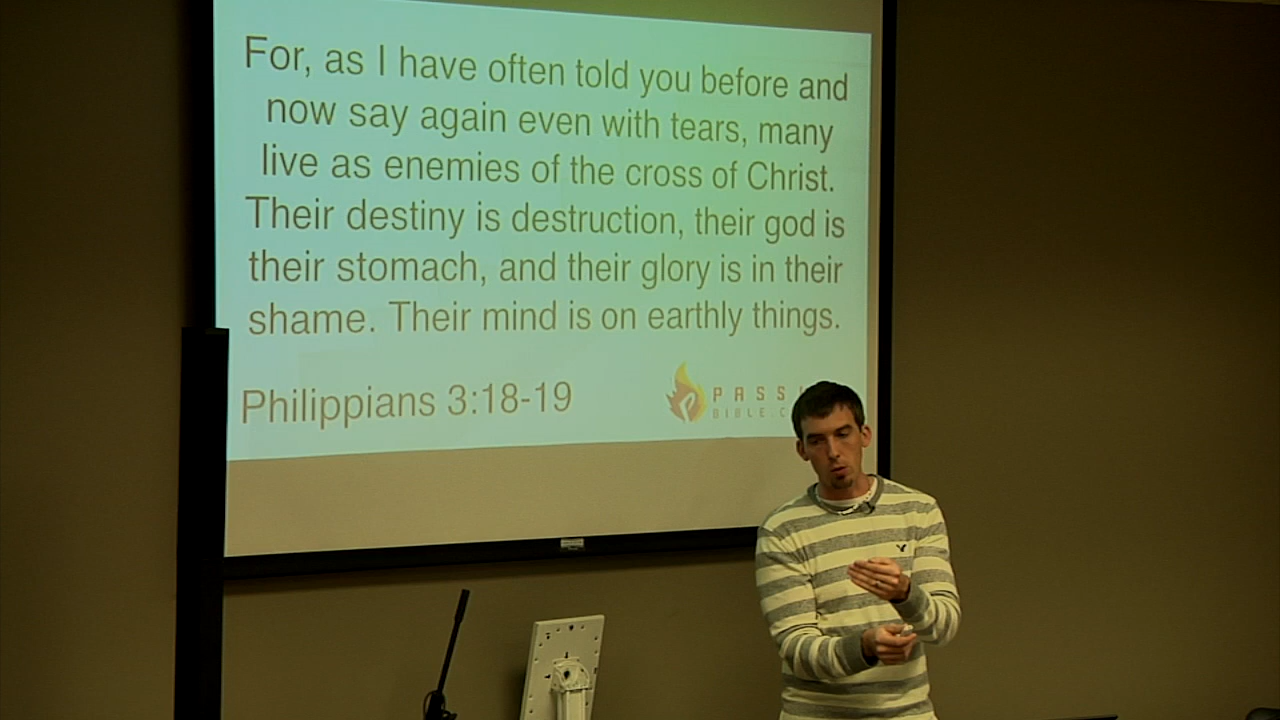 For, as I have often told you before and
now say again even with tears, many
live as enemies of the cross of Christ.
Their destiny is destruction, their god is
their stomach, and their glory is in their
shame. Their mind is on earthly things.
Philippians 3:18-19
PASS
BIBLE.C